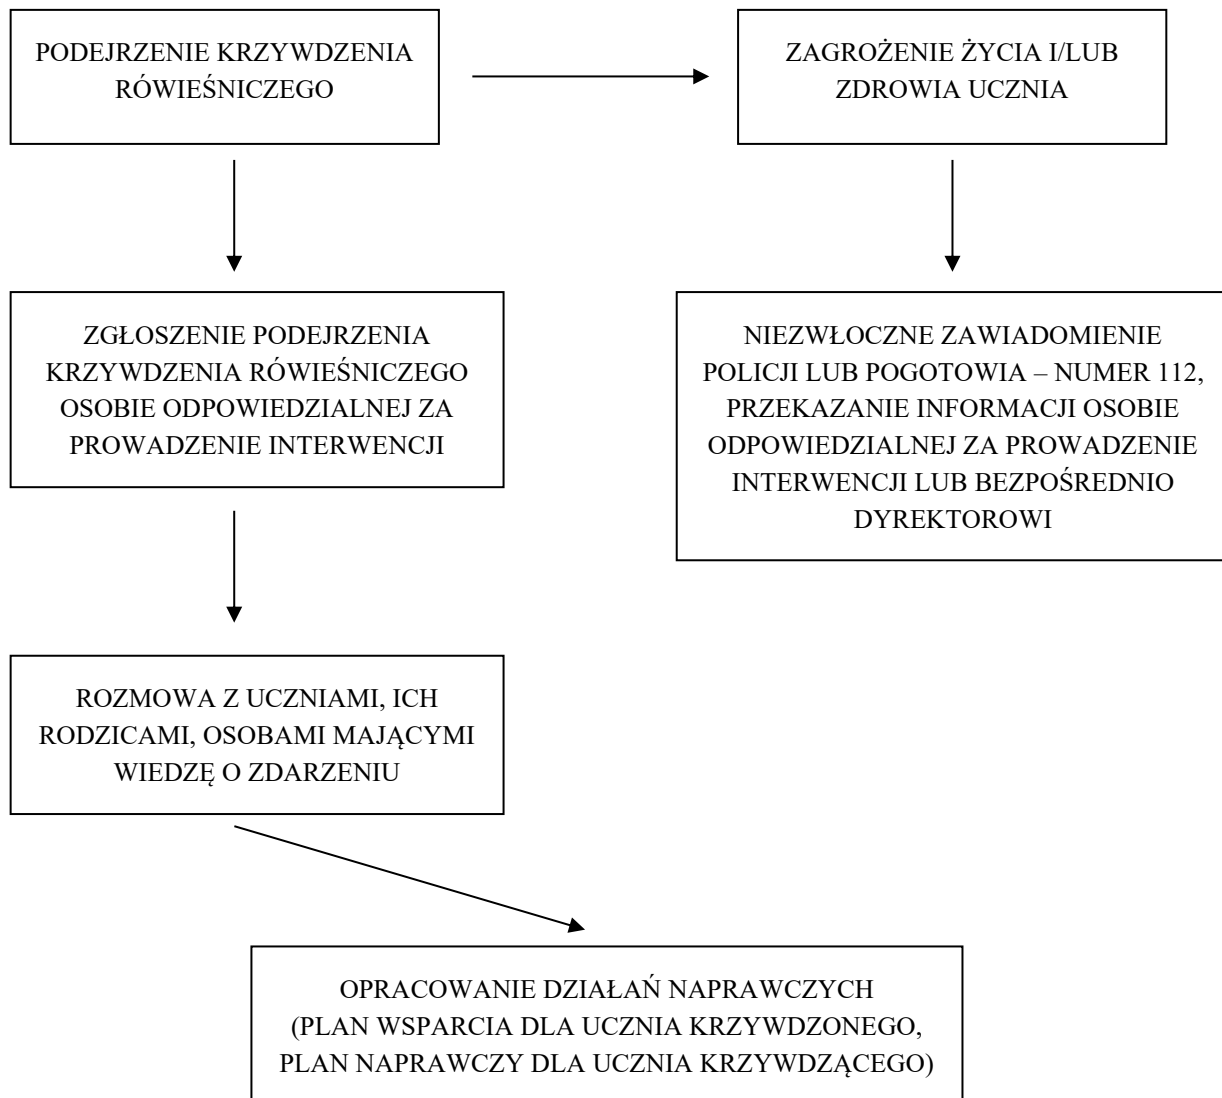 PODEJRZENIE KRZYWDZENIA
RÓWIEŚNICZEGO
ZAGROŻENIE ŻYCIA I/LUB
ZDROWIA UCZNIA
ZGŁOSZENIE PODEJRZENIA
KRZYWDZENIA RÓWIEŚNICZEGO
OSOBIE ODPOWIEDZIALNEJ ZA
PROWADZENIE INTERWENCJI
NIEZWŁOCZNE ZAWIADOMIENIE
POLICJI LUB POGOTOWIA – NUMER 112,
PRZEKAZANIE INFORMACJI OSOBIE
ODPOWIEDZIALNEJ ZA PROWADZENIE
INTERWENCJI LUB BEZPOŚREDNIO
DYREKTOROWI
ROZMOWA Z UCZNIAMI, ICH
RODZICAMI, OSOBAMI MAJĄCYMI
WIEDZĘ O ZDARZENIU
OPRACOWANIE DZIAŁAŃ NAPRAWCZYCH
(PLAN WSPARCIA DLA UCZNIA KRZYWDZONEGO,
PLAN NAPRAWCZY DLA UCZNIA KRZYWDZĄCEGO)